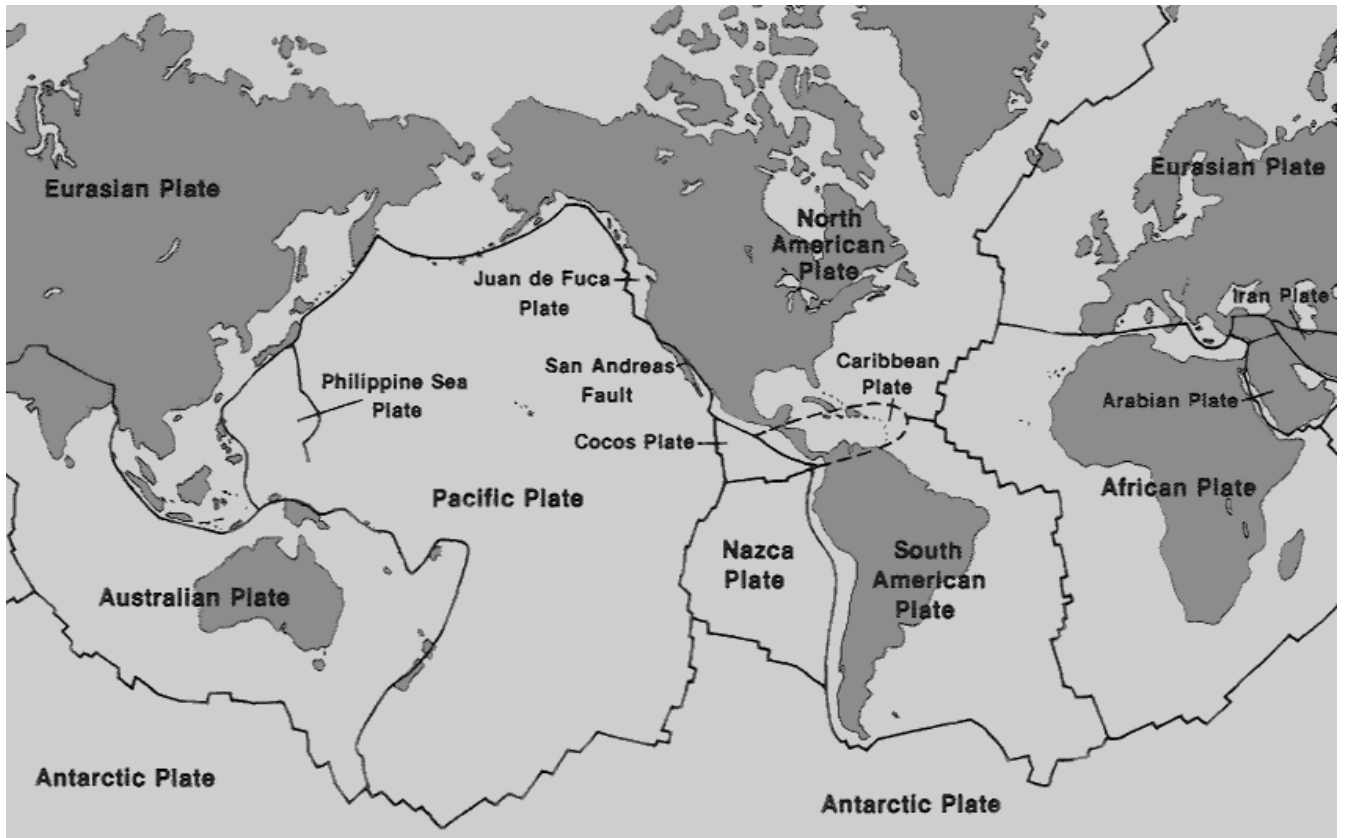 Eurasian Plate
Eurasian Plate
North
American
Plate
Juan de Fuca
Plate
Iran Plate
San Andreas
Fault
Caribbean
Plate
Philippine Sea
Plate
Arabian Plate
Cocos Plate
Pacific Plate
African Plate
Nazca
Plate
South
American
Plate
Australian Plate
Antarctic Plate
Antarctic Plate